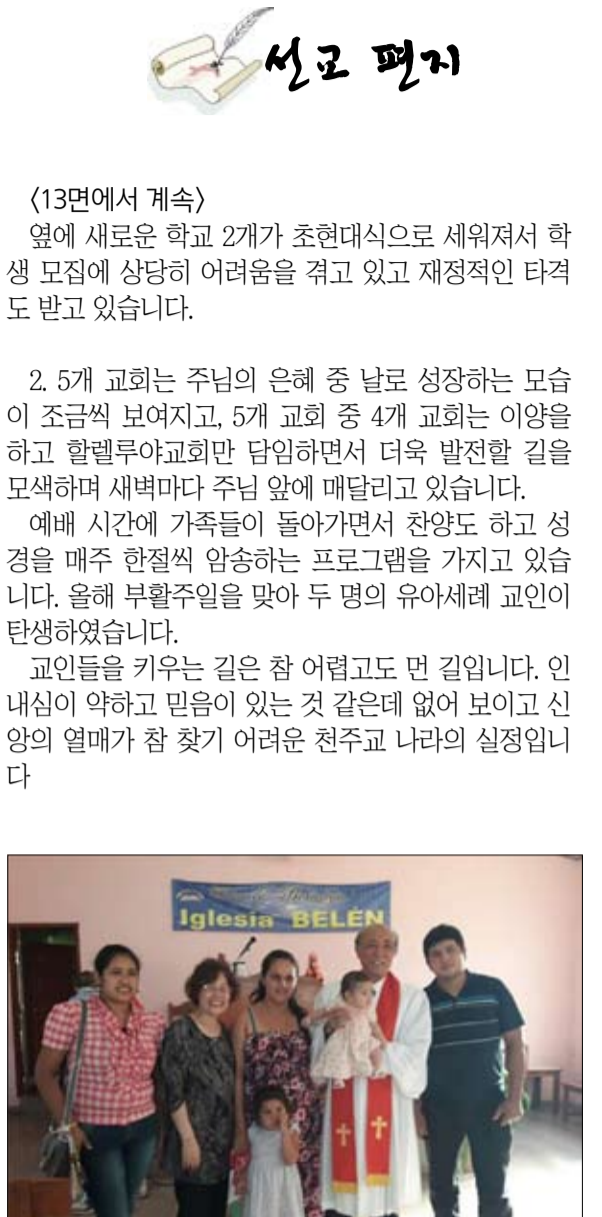 선교 편지
〈13면에서 계속〉
옆에 새로운 학교 2개가 초현대식으로 세워져서 학
생 모집에 상당히 어려움을 겪고 있고 재정적인 타격
도 받고 있습니다.
2. 5개 교회는 주님의 은혜 중 날로 성장하는 모습
이 조금씩 보여지고, 5개 교회 중 4개 교회는 이양을
하고 할렐루야교회만 담임하면서 더욱 발전할 길을
모색하며 새벽마다 주님 앞에 매달리고 있습니다.
예배 시간에 가족들이 돌아가면서 찬양도 하고 성
경을 매주 한절씩 암송하는 프로그램을 가지고 있습
니다. 올해 부활주일을 맞아 두 명의 유아세례 교인이
탄생하였습니다.
교인들을 키우는 길은 참 어렵고도 먼 길입니다. 인
내심이 약하고 믿음이 있는 것 같은데 없어 보이고 신
앙의 열매가 참 찾기 어려운 천주교 나라의 실정입니
다
Iglesia BELÉN